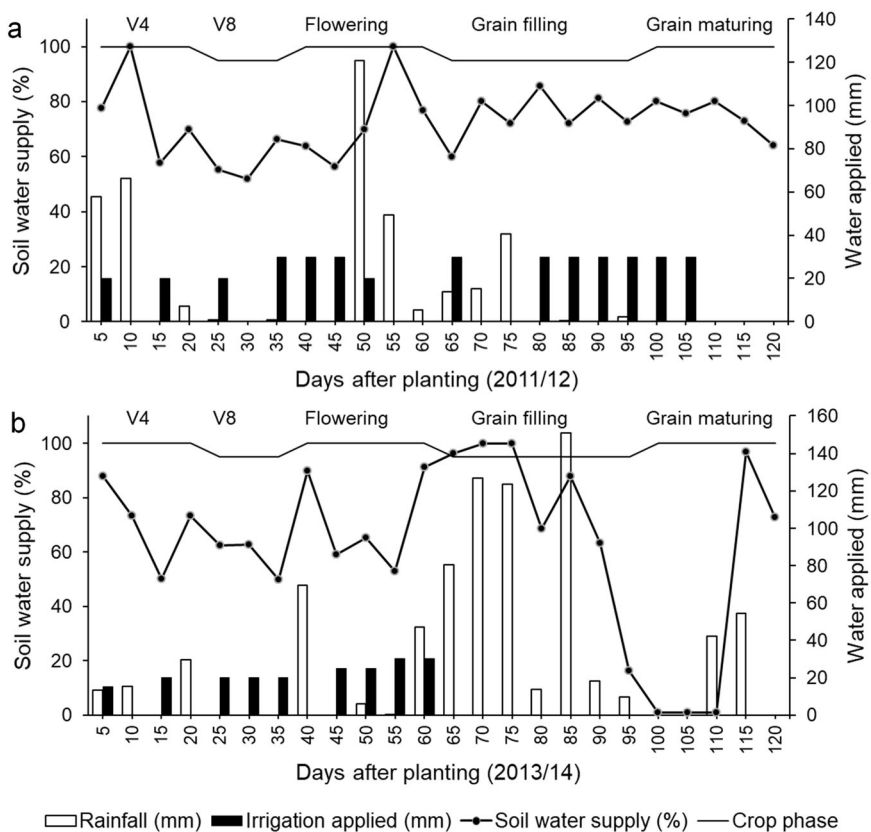 a
V4 V8 Flowering Grain filling Grain maturing
Soil water supply (%)
100
80
60
40
20
0
140
120
100
80
60
40
20
0
Water applied (mm)
5 10 15 20 25 30 35 40 45 50 55 60 65 70 75 80 85 90 95 100 105 110 115 120
Days after planting (2011/12)
b
V4 V8 Flowering Grain filling Grain maturing
Soil water supply (%)
100
80
60
40
20
0
160
140
120
100
80
60
40
20
0
Water applied (mm)
5 10 15 20 25 30 35 40 45 50 55 60 65 70 75 80 85 90 95 100 105 110 115 120
Days after planting (2013/14)
Rainfall (mm) Irrigation applied (mm) Soil water supply (%) Crop phase